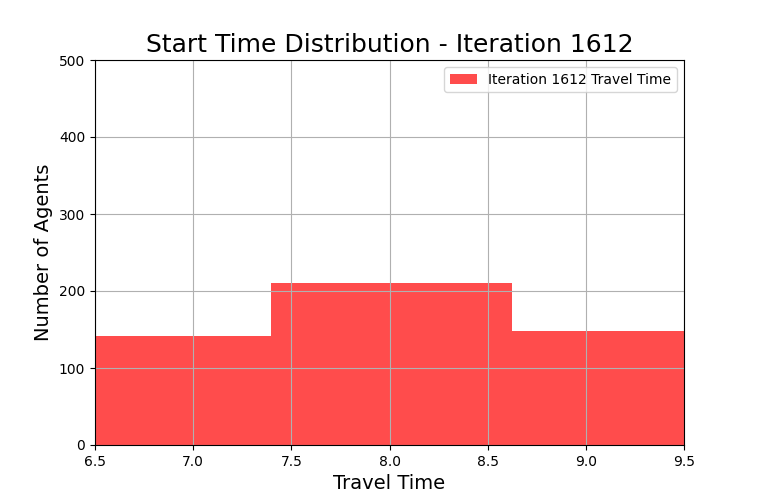 Start Time Distribution - Iteration 1612
Iteration 1612 Travel Time
Number of Agents
500
400
300
200
100
0
6.5 7.0 7.5 8.0 8.5 9.0 9.5
Travel Time